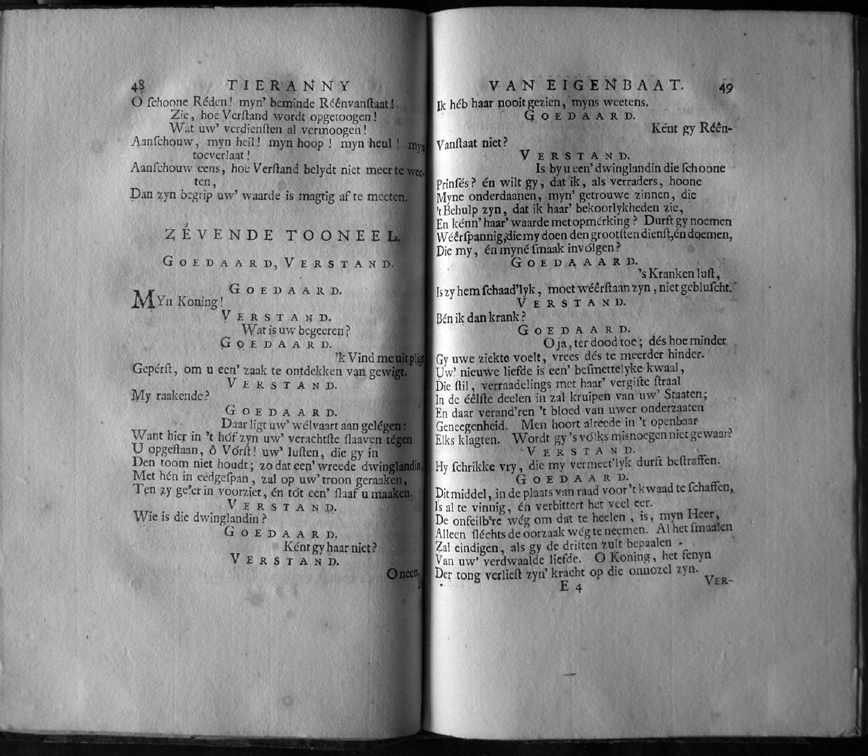 48 TIERANNY
O ſchoone Réden! myn' beminde Réênvanſtaat!
Zie, hoe Verſtand wordt opgetoogen!
Wat uw' verdienſten al vermoogen!
Aanſchouw, myn heil! myn hoop! myn heul! myn
toeverlaat!
Aanſchouw eens, hoe Verſtand belydt niet meer te wee-
ten,
Dan zyn begrip uw' waarde is magtig af te meeten.
ZÉVENDE TOONEEL.
GOEDAARD, VERSTAND.
GOEDAARD.
MYn Koning!
VERSTAND.
Wat is uw begeeren?
GOEDAARD.
'k Vind me uit pligt
Gepérſt, om u een' zaak te ontdekken van gewigt.
VERSTAND.
My raakende?
GOEDAARD.
Daar ligt uw' wélvaart aan gelégen:
Want hier in 't hóf zyn uw' verachtſte ſlaaven tégen
U opgeſtaan, ô Vórſt! uw' luſten, die gy in
Den toom niet houdt; zo dat een' wreede dwinglandin,
Met hén in eedgeſpan, zal op uw' troon geraaken,
Ten zy ge'er in voorziet, én tót een' ſlaaf u maaken.
VERSTAND.
Wie is die dwinglandin?
GOEDAARD.
Ként gy haar niet?
VERSTAND.
O neen,
VAN EIGENBAAT. 49
Ik héb haar nooit gezien, myns weetens.
GOEDAARD.
Ként gy Réên-
Vanſtaat niet?
VERSTAND.
Is by u een' dwinglandin die ſchoone
Prinſés? én wilt gy, dat ik, als verraders, hoone
Myne onderdaanen, myn' getrouwe zinnen, die
't Behulp zyn, dat ik haar' bekoorlykheden zie,
En kénn' haar' waarde met opmérking? Durft gy noemen
Wéêrſpannig, die my doen den grootſten dienſt, én doemen,
Die my, én myné ſmaak invólgen?
GOEDAAARD.
's Kranken luſt,
Is zy hem ſchaad'lyk, moet wéêrſtaan zyn, niet gebluſcht.
VERSTAND.
Bén ik dan krank?
GOEDAARD.
O ja, ter dood toe; dés hoe minder
Gy uwe ziekte voelt, vrees dés te meerder hinder.
Uw' nieuwe liefde is een' beſmettelyke kwaal,
Die ſtil, verraadelings met haar' vergifte ſtraal
In de éêlſte deelen in zal kruipen van uw' Staaten;
En daar verand'ren 't bloed van uwer onderzaaten
Geneegenheid. Men hoort alreede in 't openbaar
Elks klagten. Wordt gy 's vólks misnoegen niet gewaar?
VERSTAND.
Hy ſchrikke vry, die my vermeet'lyk durft beſtraffen.
GOEDAARD.
Dit middel, in de plaats van raad voor 't kwaad te ſchaffen,
Is al te vinnig, én verbittert het veel eer.
De onfeilb're wég om dat te heelen, is, myn Heer,
Alleen ſléchts de oorzaak wég te neemen. Al het ſmaalen
Zal eindigen, als gy de driften zult bepaalen
Van uw' verdwaalde liefde. O Koning, het fenyn
Der tong verlieſt zyn' kracht op die onnozel zyn.
E 4 VER-